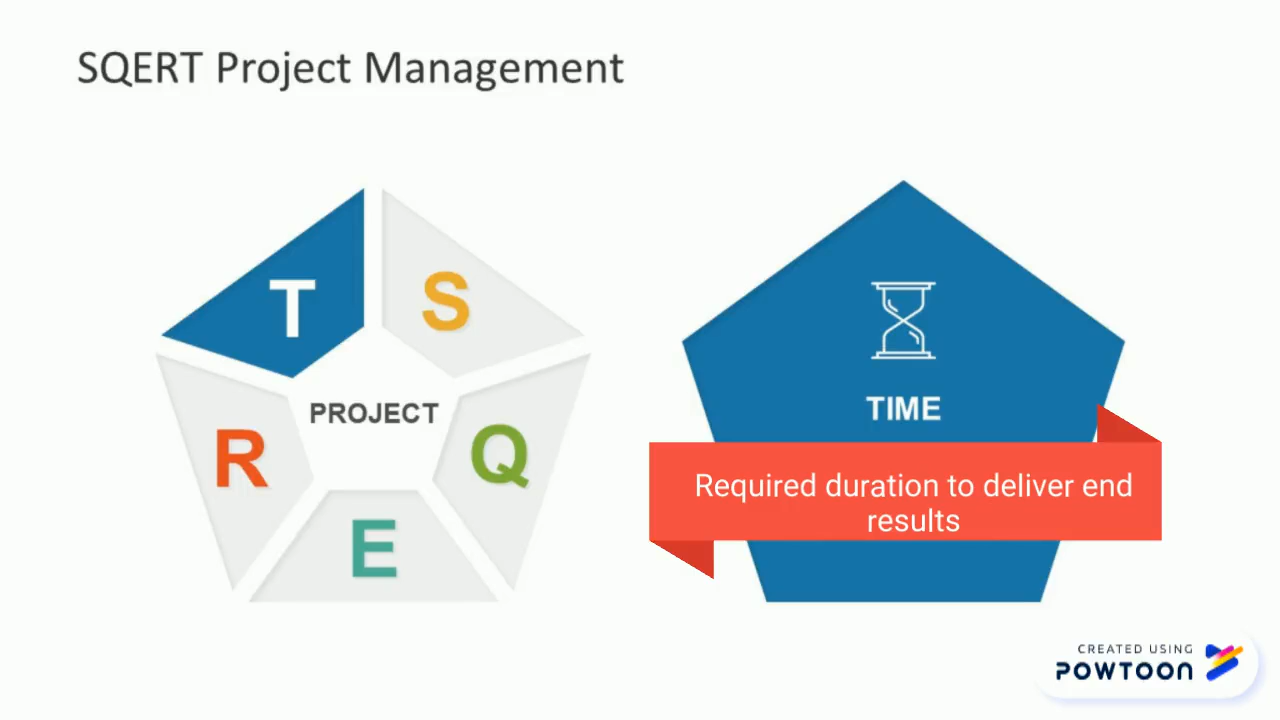 SQERT Project Management
T
S
PROJECT
R
Q
E
TIME
Required duration to deliver end
results
CREATED USING
POWTOON